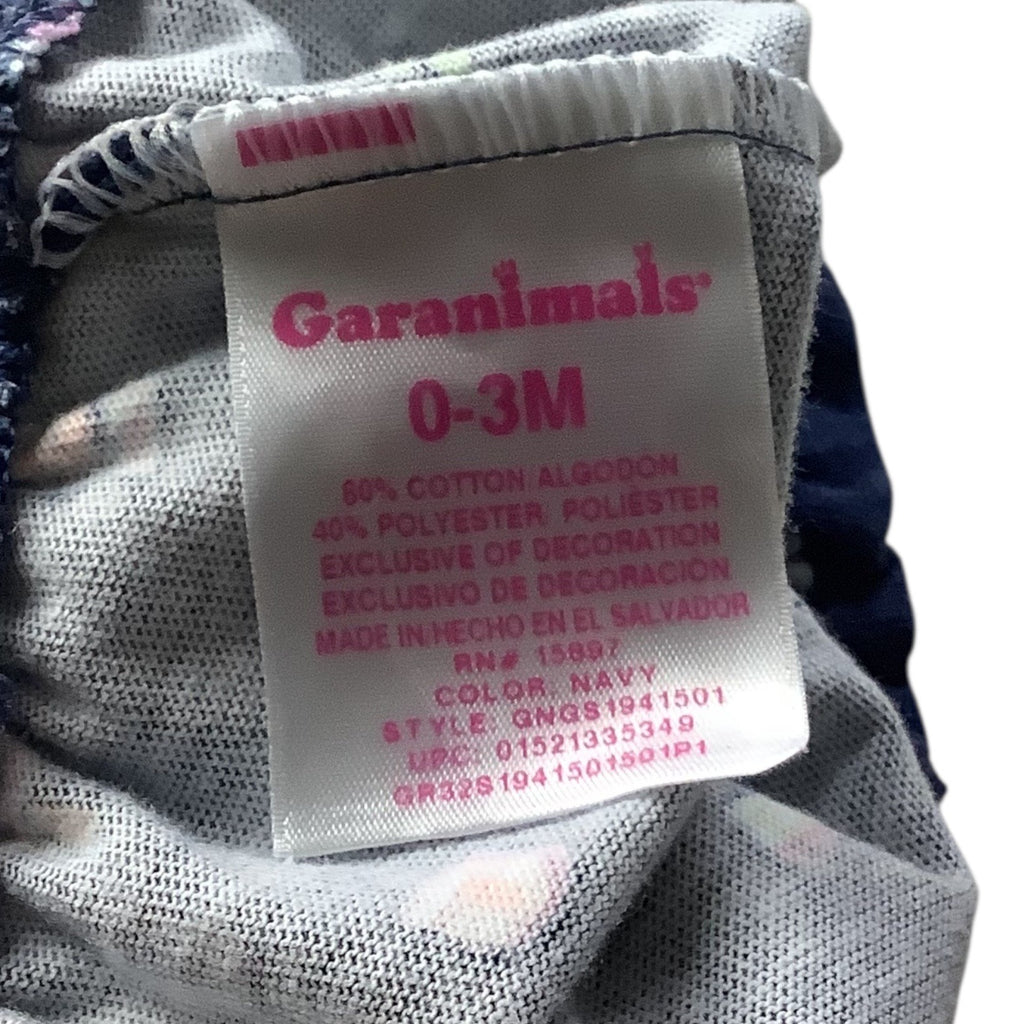 Garanimals
0-3M
60% COTTON ALGODON
40% POLYESTER POLIESTER
EXCLUSIVE OF DECORATION
EXCLUSIVO DE DECORACION
MADE IN/HECHO EN EL SALVADOR
RN# 15897
COLOR: NAVY
STYLE: GNGS1941501
UPC: 01521335349
GR32S1941501501P1